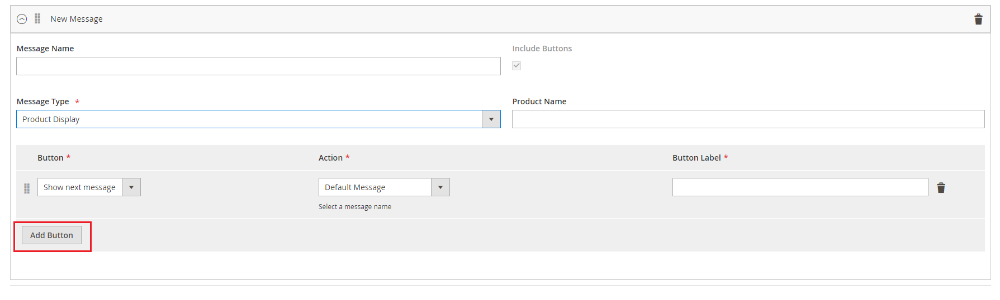 New Message
Message Name
Include Buttons
Message Type *
Product Name
Product Display
Button * Action * Button Label *
Show next message Default Message
Select a message name
Add Button